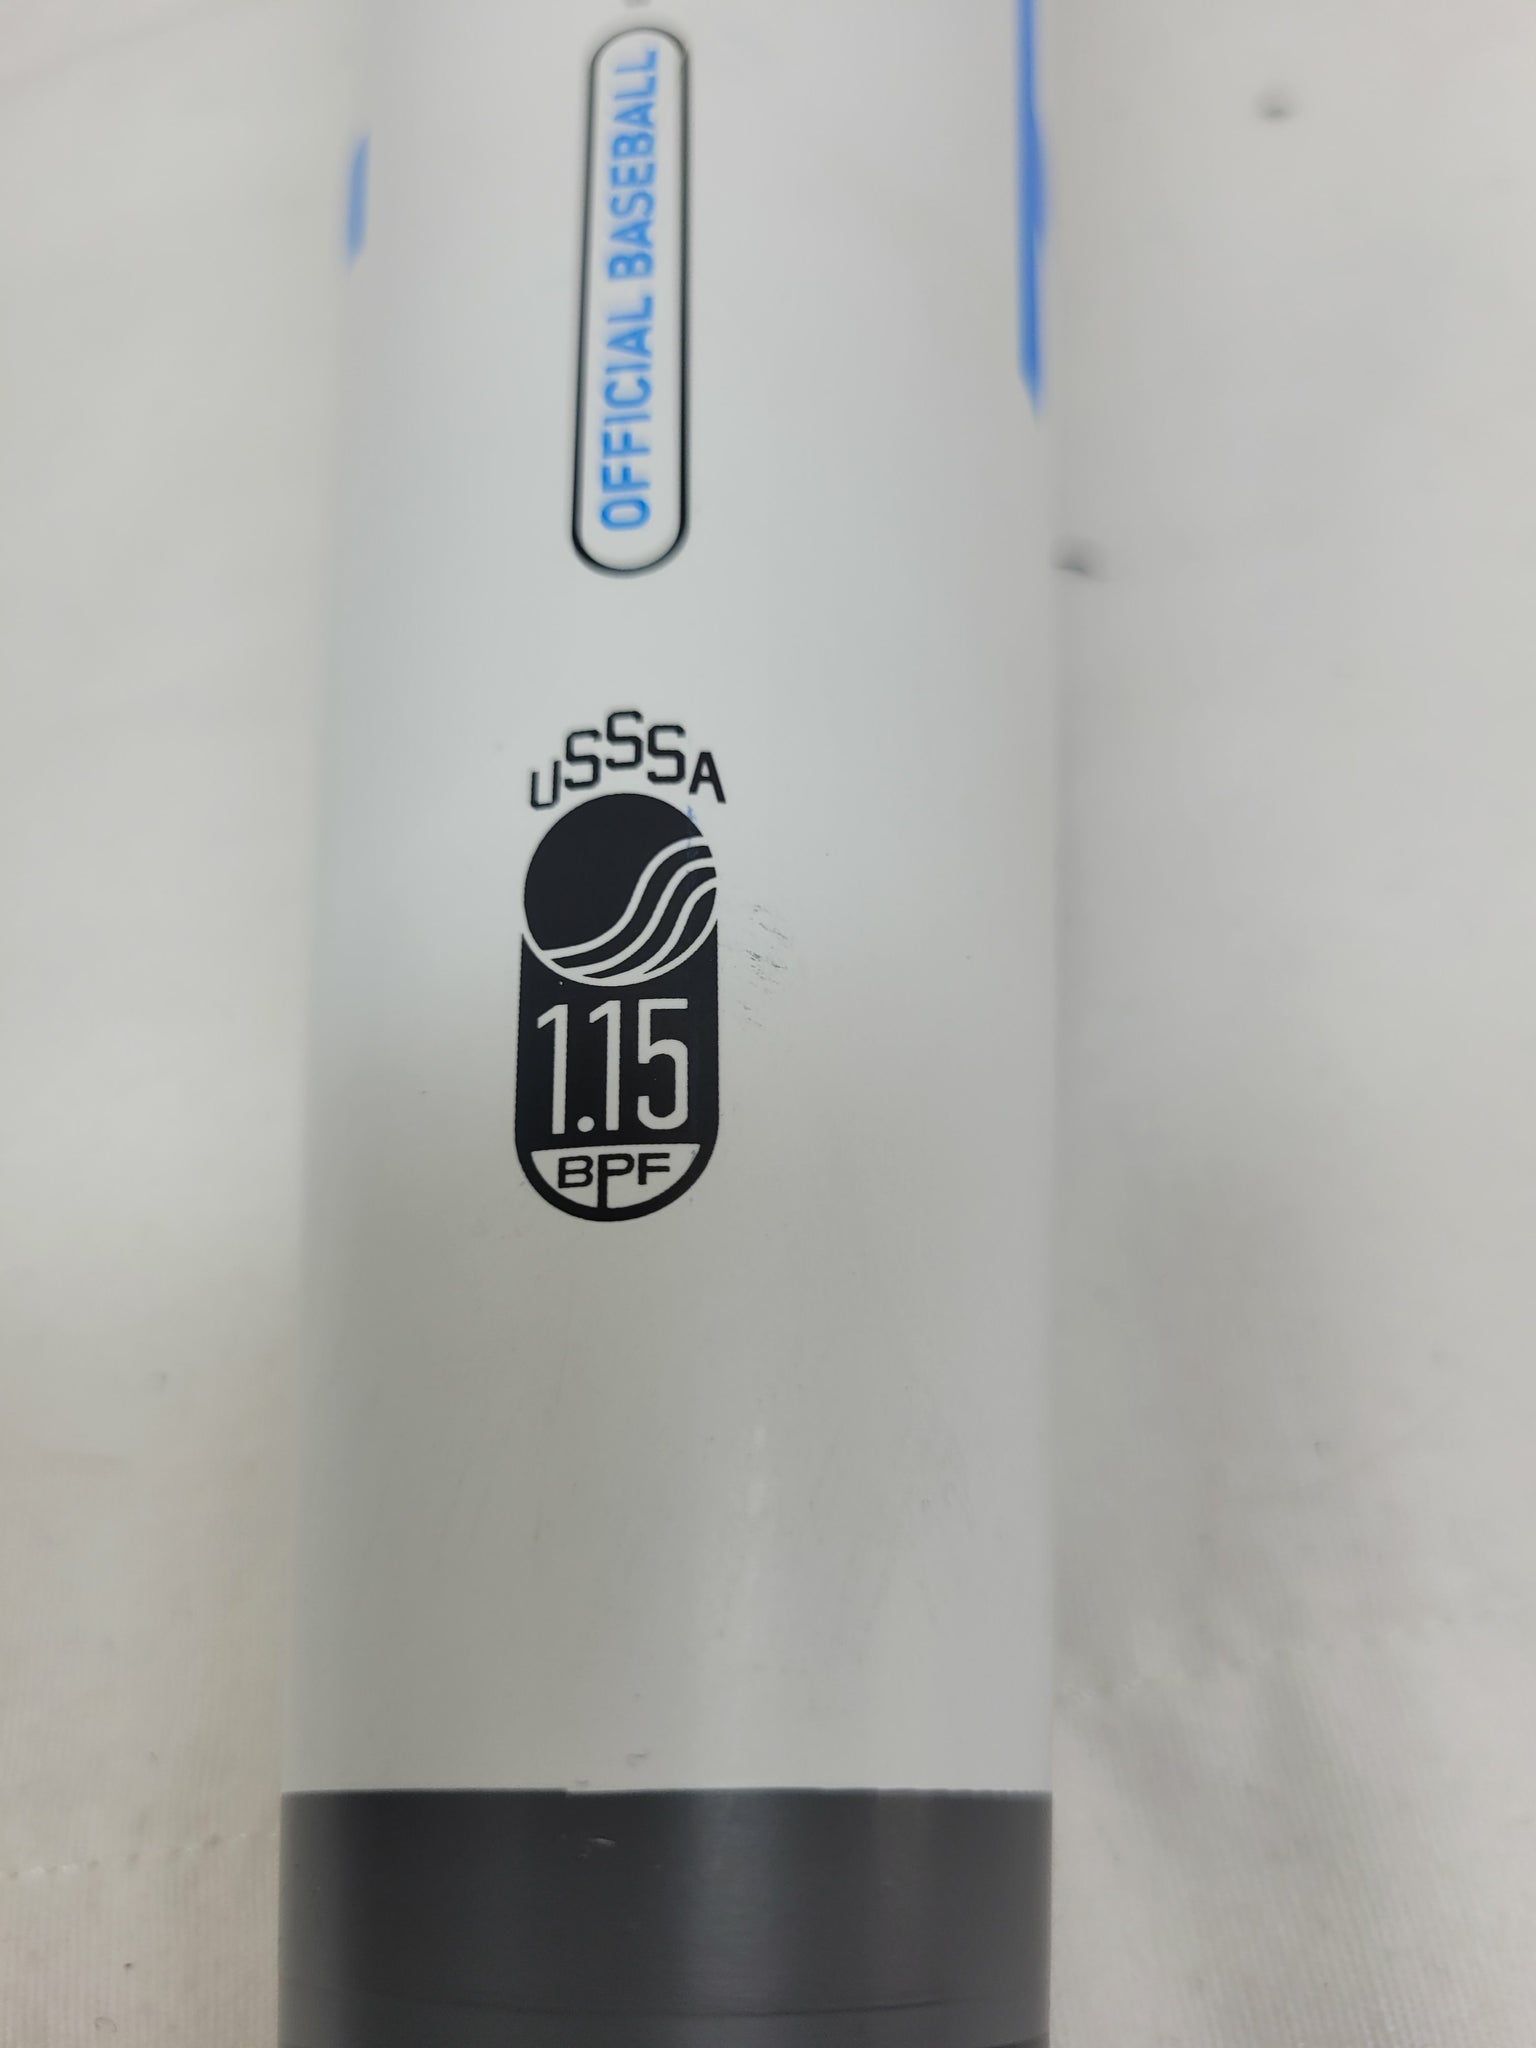 OFFICIAL BASEBALL
USSSA
1.15
BPF